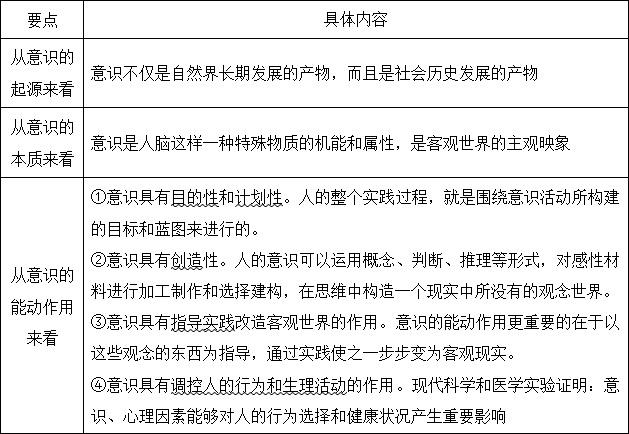 要点
具体内容
从意识的
起源来看
意识不仅是自然界长期发展的产物，而且是社会历史发展的产物
从意识的
本质来看
意识是人脑这样一种特殊物质的机能和属性，是客观世界的主观映象
从意识的
能动作用
来看
①意识具有目的性和计划性。人的整个实践过程，就是围绕意识活动所构建
的目标和蓝图来进行的。
②意识具有创造性。人的意识可以运用概念、判断、推理等形式，对感性材
料进行加工制作和选择建构，在思维中构造一个现实中所没有的观念世界。
③意识具有指导实践改造客观世界的作用。意识的能动作用更重要的在于以
这些观念的东西为指导，通过实践使之一步步变为客观现实。
④意识具有调控人的行为和生理活动的作用。现代科学和医学实验证明：意
识、心理因素能够对人的行为选择和健康状况产生重要影响